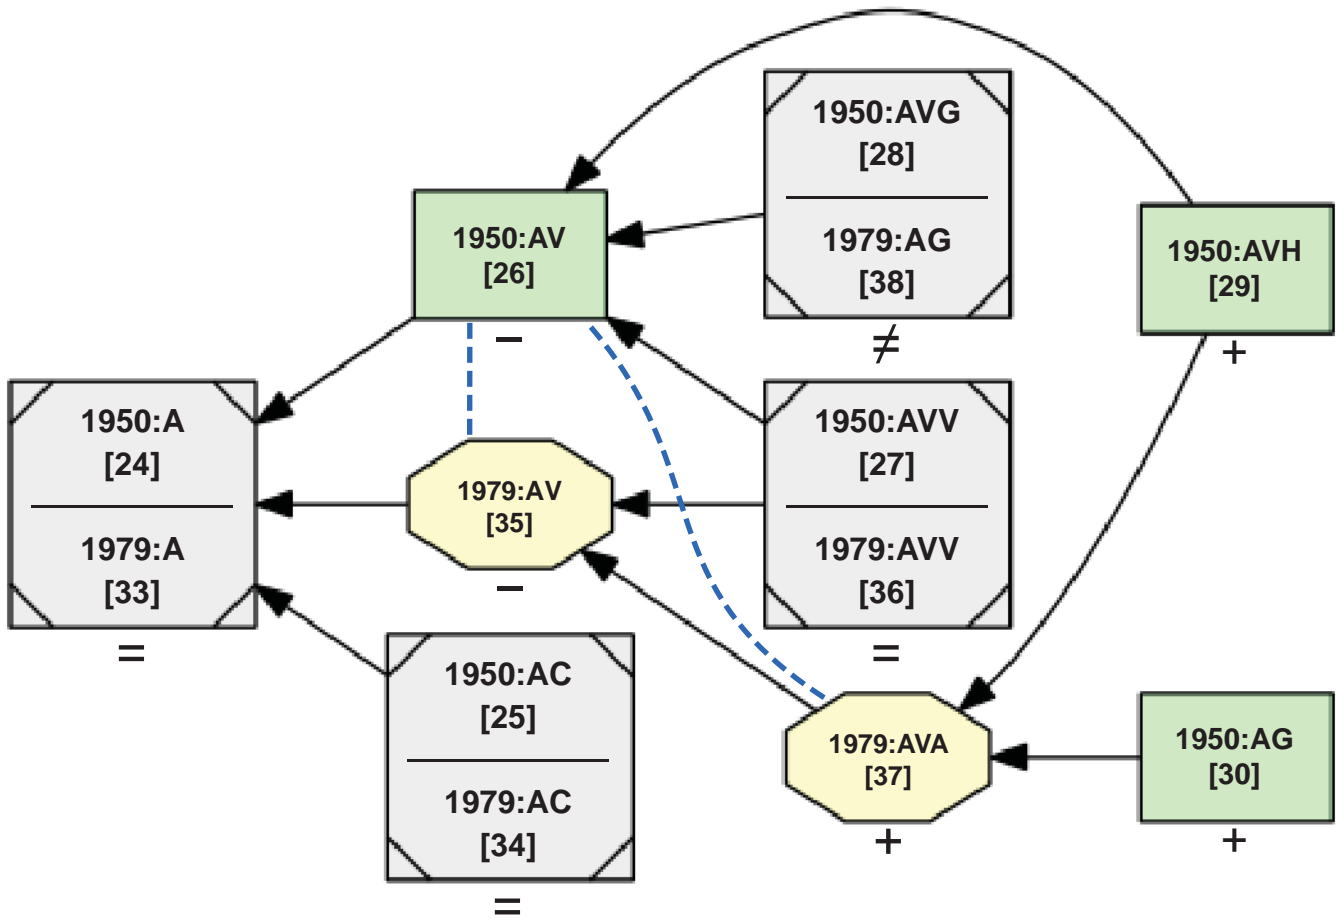 1950:AVG
[28]
1979:AG
[38]
≠
1950:AV
[26]
–
1950:AVH
[29]
+
1950:A
[24]
1979:A
[33]
=
1979:AV
[35]
–
1950:AVV
[27]
1979:AVV
[36]
=
1950:AC
[25]
1979:AC
[34]
=
1979:AVA
[37]
+
1950:AG
[30]
+